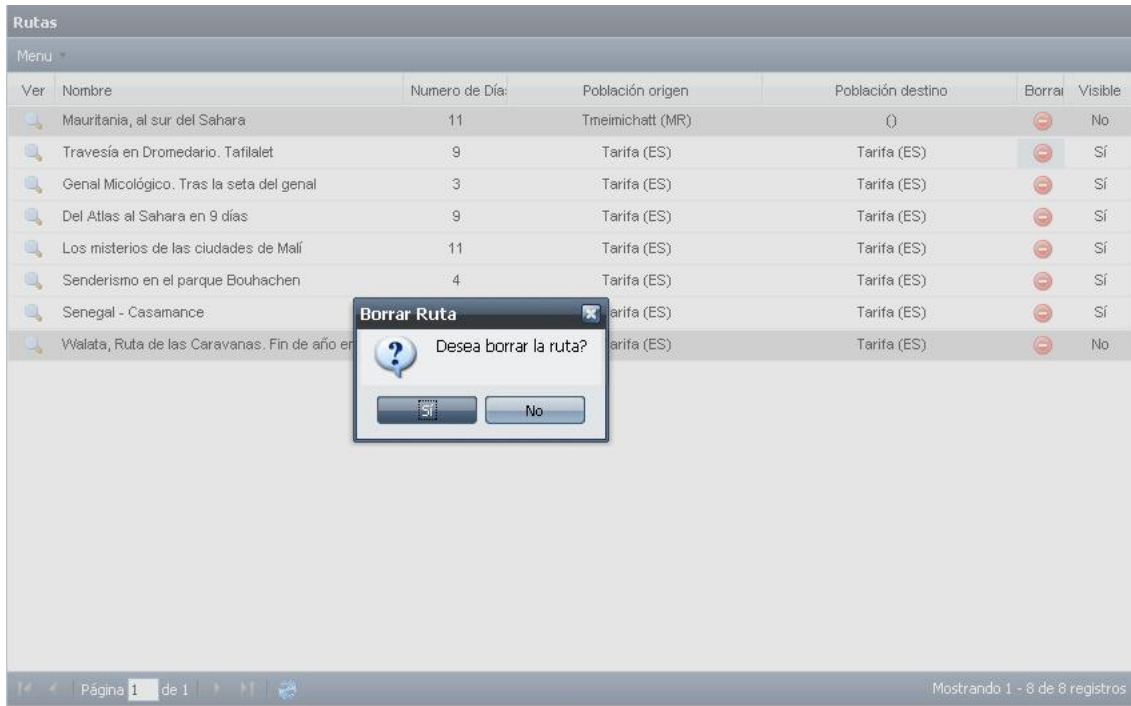 Rutas
Menu
Ver Nombre Numero de Día: Población origen Población destino Borrar Visible
Mauritania, al sur del Sahara 11 Tmeimichatt (MR) () No
Travesía en Dromedario. Tafilalet 9 Tarifa (ES) Tarifa (ES) Sí
Genal Micológico. Tras la seta del genal 3 Tarifa (ES) Tarifa (ES) Sí
Del Atlas al Sahara en 9 días 9 Tarifa (ES) Tarifa (ES) Sí
Los misterios de las ciudades de Malí 11 Tarifa (ES) Tarifa (ES) Sí
Senderismo en el parque Bouhachen 4 Tarifa (ES) Tarifa (ES) Sí
Senegal - Casamance arifa (ES) Tarifa (ES) Sí
Walata, Ruta de las Caravanas. Fin de año en arifa (ES) Tarifa (ES) No
Borrar Ruta
Desea borrar la ruta?
Sí No
Página 1 de 1 Mostrando 1 - 8 de 8 registros